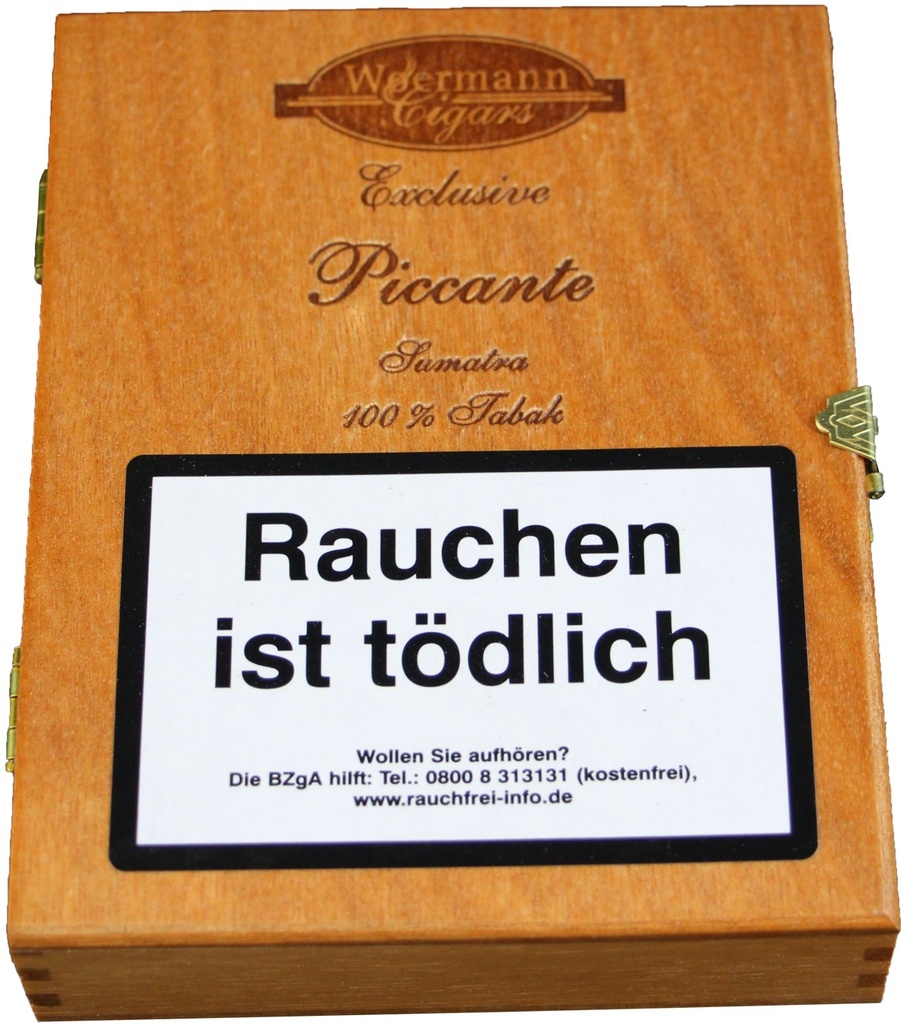 Woermann
Cigars
Exclusive
Piccante
Sumatra
100 % Tabak
Rauchen
ist tödlich
Wollen Sie aufhören?
Die BZgA hilft: Tel.: 0800 8 313131 (kostenfrei),
www.rauchfrei-info.de